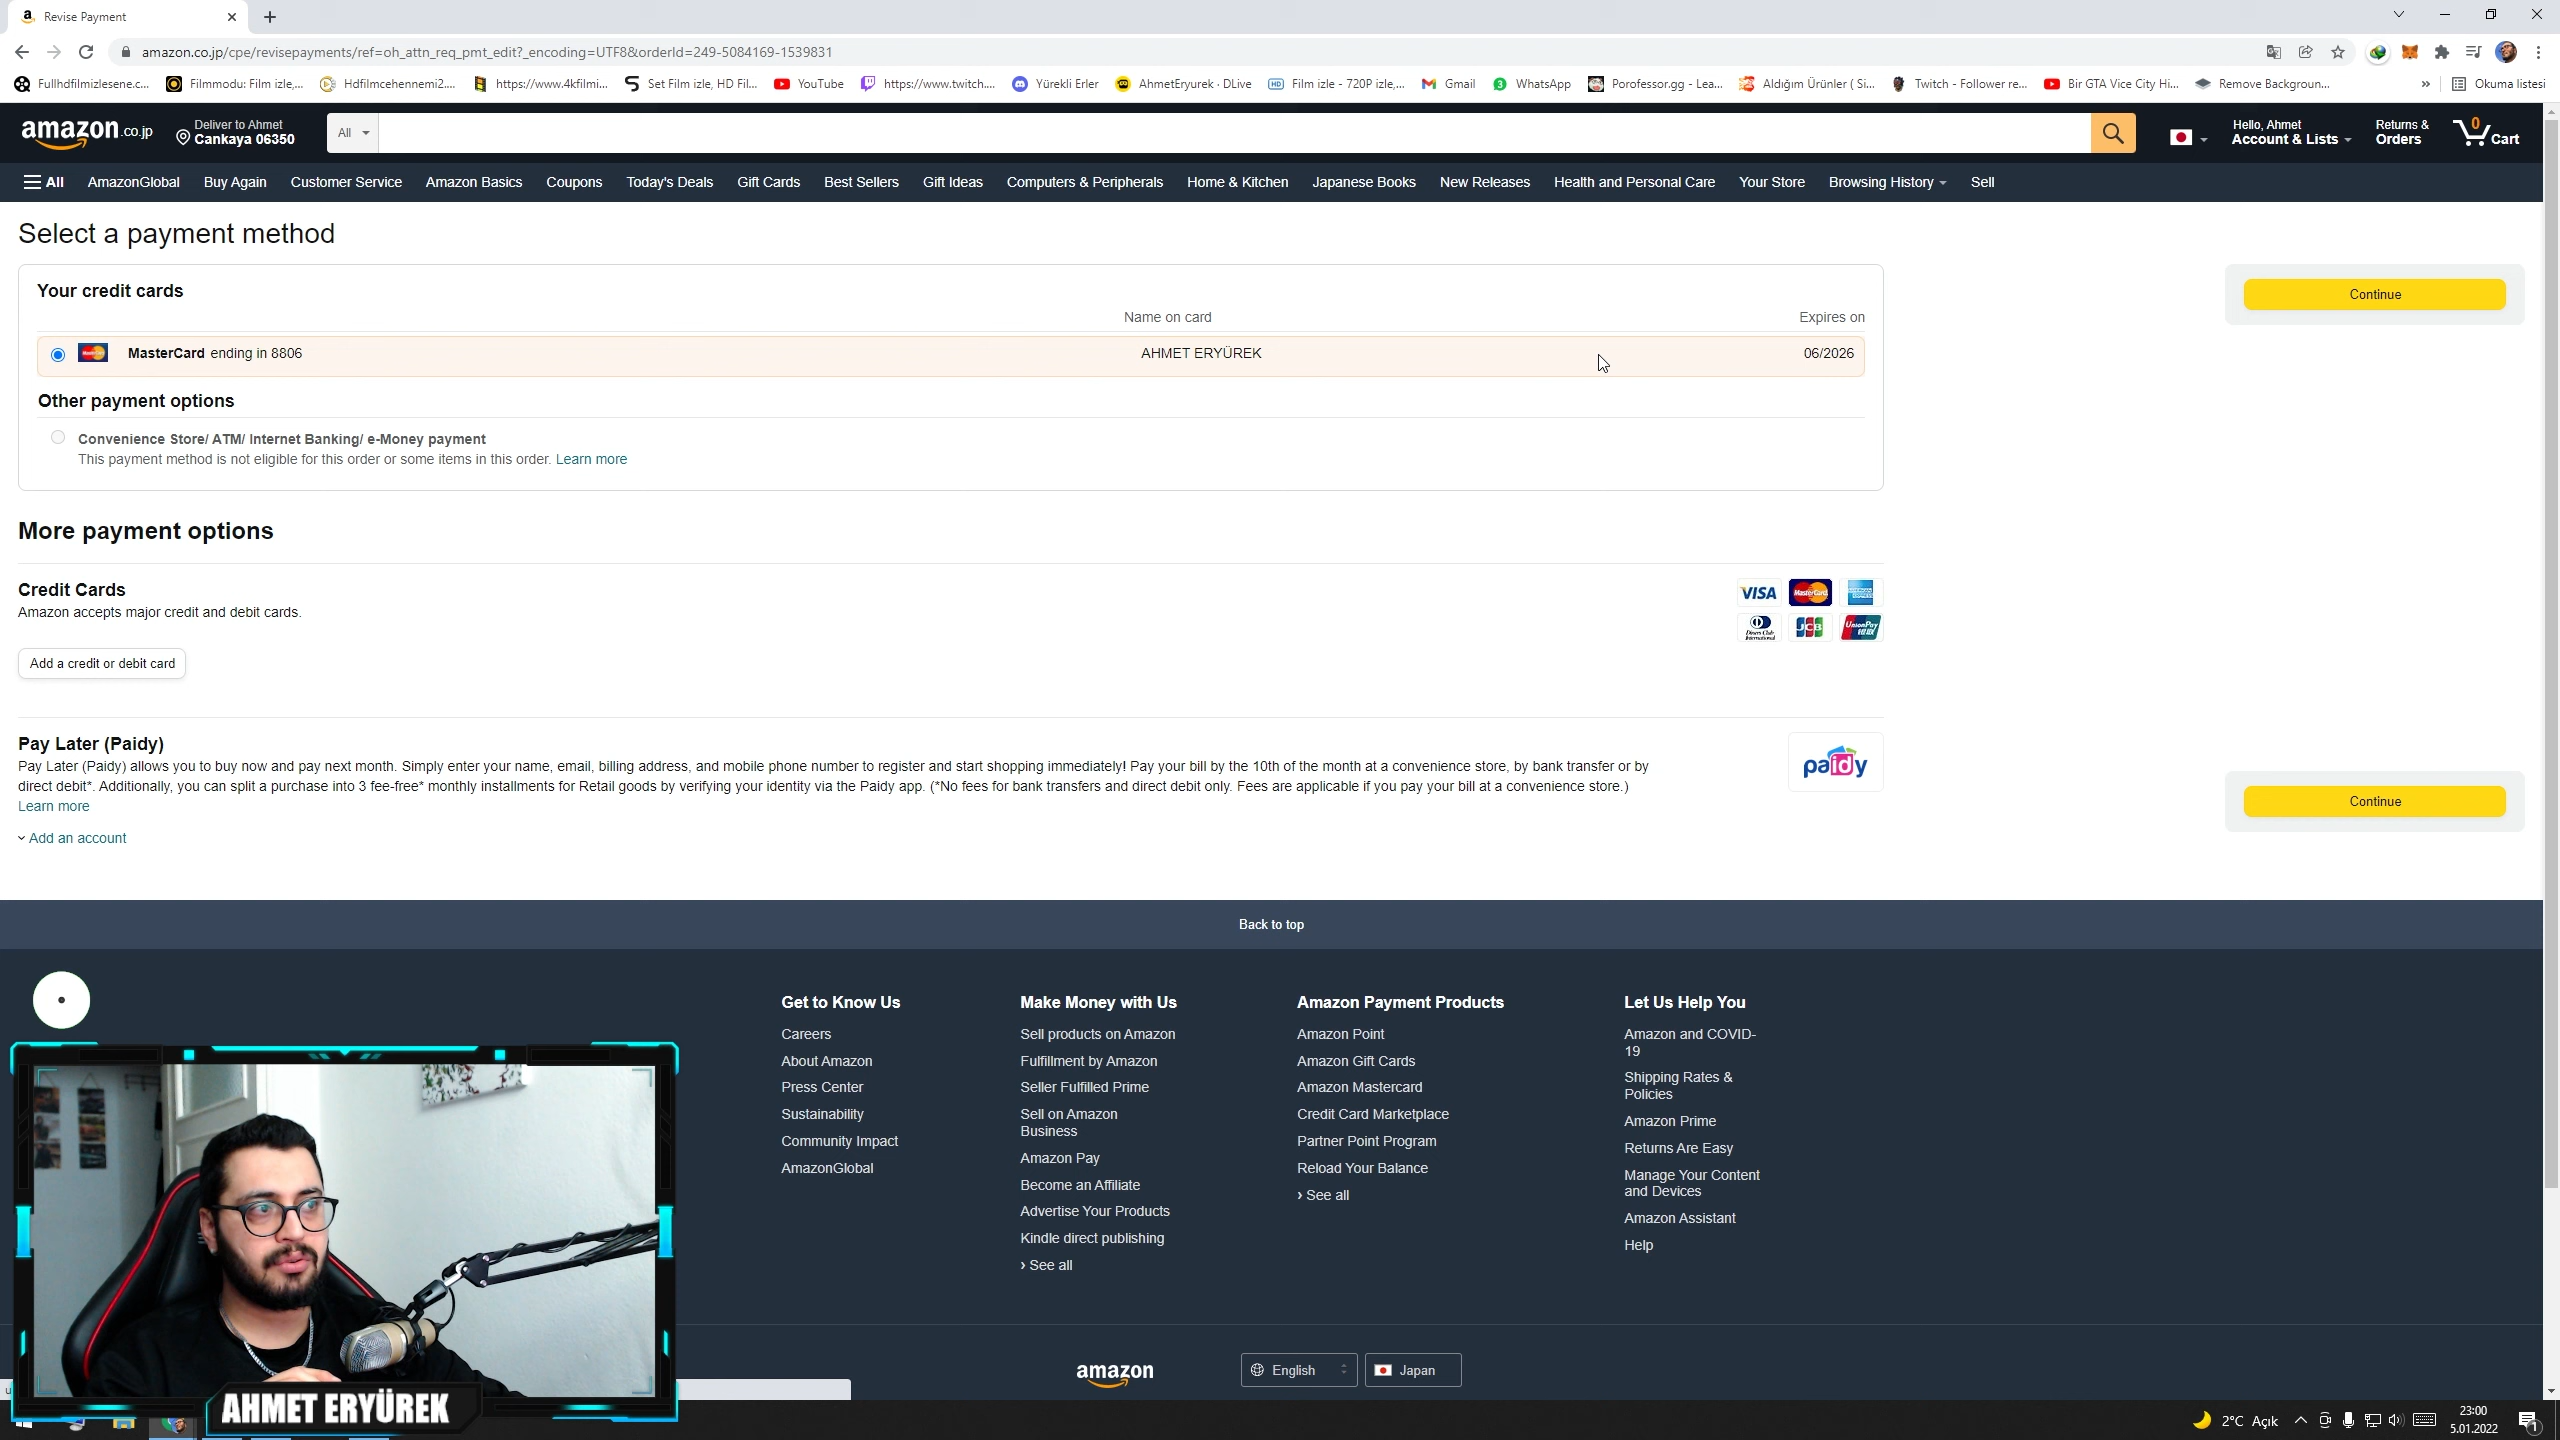 Revise Payment
amazon.co.jp/cpe/revisepayments/ref=oh_attn_req_pmt_edit?_encoding=UTF8&orderId=249-5084169-1539831
Fullhdfilmizlesene.c... Filmmodu: Film izle,... Hdfilmcehennemi2.... https://www.4kfilmi... Set Film izle, HD Fil... YouTube https://www.twitch.... Yürekli Erler AhmetEryurek · DLive Film izle - 720P izle,... Gmail WhatsApp Porofessor.gg - Lea... Aldığım Ürünler ( Si... Twitch - Follower re... Bir GTA Vice City Hi... Remove Backgroun... » Okuma listesi
amazon.co.jp
Deliver to Ahmet
Cankaya 06350
All
Hello, Ahmet
Account & Lists
Returns &
Orders
0
Cart
All AmazonGlobal Buy Again Customer Service Amazon Basics Coupons Today's Deals Gift Cards Best Sellers Gift Ideas Computers & Peripherals Home & Kitchen Japanese Books New Releases Health and Personal Care Your Store Browsing History Sell
Select a payment method
Your credit cards
Name on card Expires on
MasterCard ending in 8806 AHMET ERYÜREK 06/2026
Other payment options
Convenience Store/ ATM/ Internet Banking/ e-Money payment
This payment method is not eligible for this order or some items in this order. Learn more
Continue
More payment options
Credit Cards
Amazon accepts major credit and debit cards.
VISA MasterCard
Diners Club International JCB UnionPay
Add a credit or debit card
Pay Later (Paidy)
Pay Later (Paidy) allows you to buy now and pay next month. Simply enter your name, email, billing address, and mobile phone number to register and start shopping immediately! Pay your bill by the 10th of the month at a convenience store, by bank transfer or by
direct debit*. Additionally, you can split a purchase into 3 fee-free* monthly installments for Retail goods by verifying your identity via the Paidy app. (*No fees for bank transfers and direct debit only. Fees are applicable if you pay your bill at a convenience store.)
Learn more
paidy
Add an account
Continue
Back to top
Get to Know Us
Careers
About Amazon
Press Center
Sustainability
Community Impact
AmazonGlobal
Make Money with Us
Sell products on Amazon
Fulfillment by Amazon
Seller Fulfilled Prime
Sell on Amazon
Business
Amazon Pay
Become an Affiliate
Advertise Your Products
Kindle direct publishing
› See all
Amazon Payment Products
Amazon Point
Amazon Gift Cards
Amazon Mastercard
Credit Card Marketplace
Partner Point Program
Reload Your Balance
› See all
Let Us Help You
Amazon and COVID-
19
Shipping Rates &
Policies
Amazon Prime
Returns Are Easy
Manage Your Content
and Devices
Amazon Assistant
Help
amazon
English
Japan
AHMET ERYÜREK
2°C Açık
23:00
5.01.2022
1